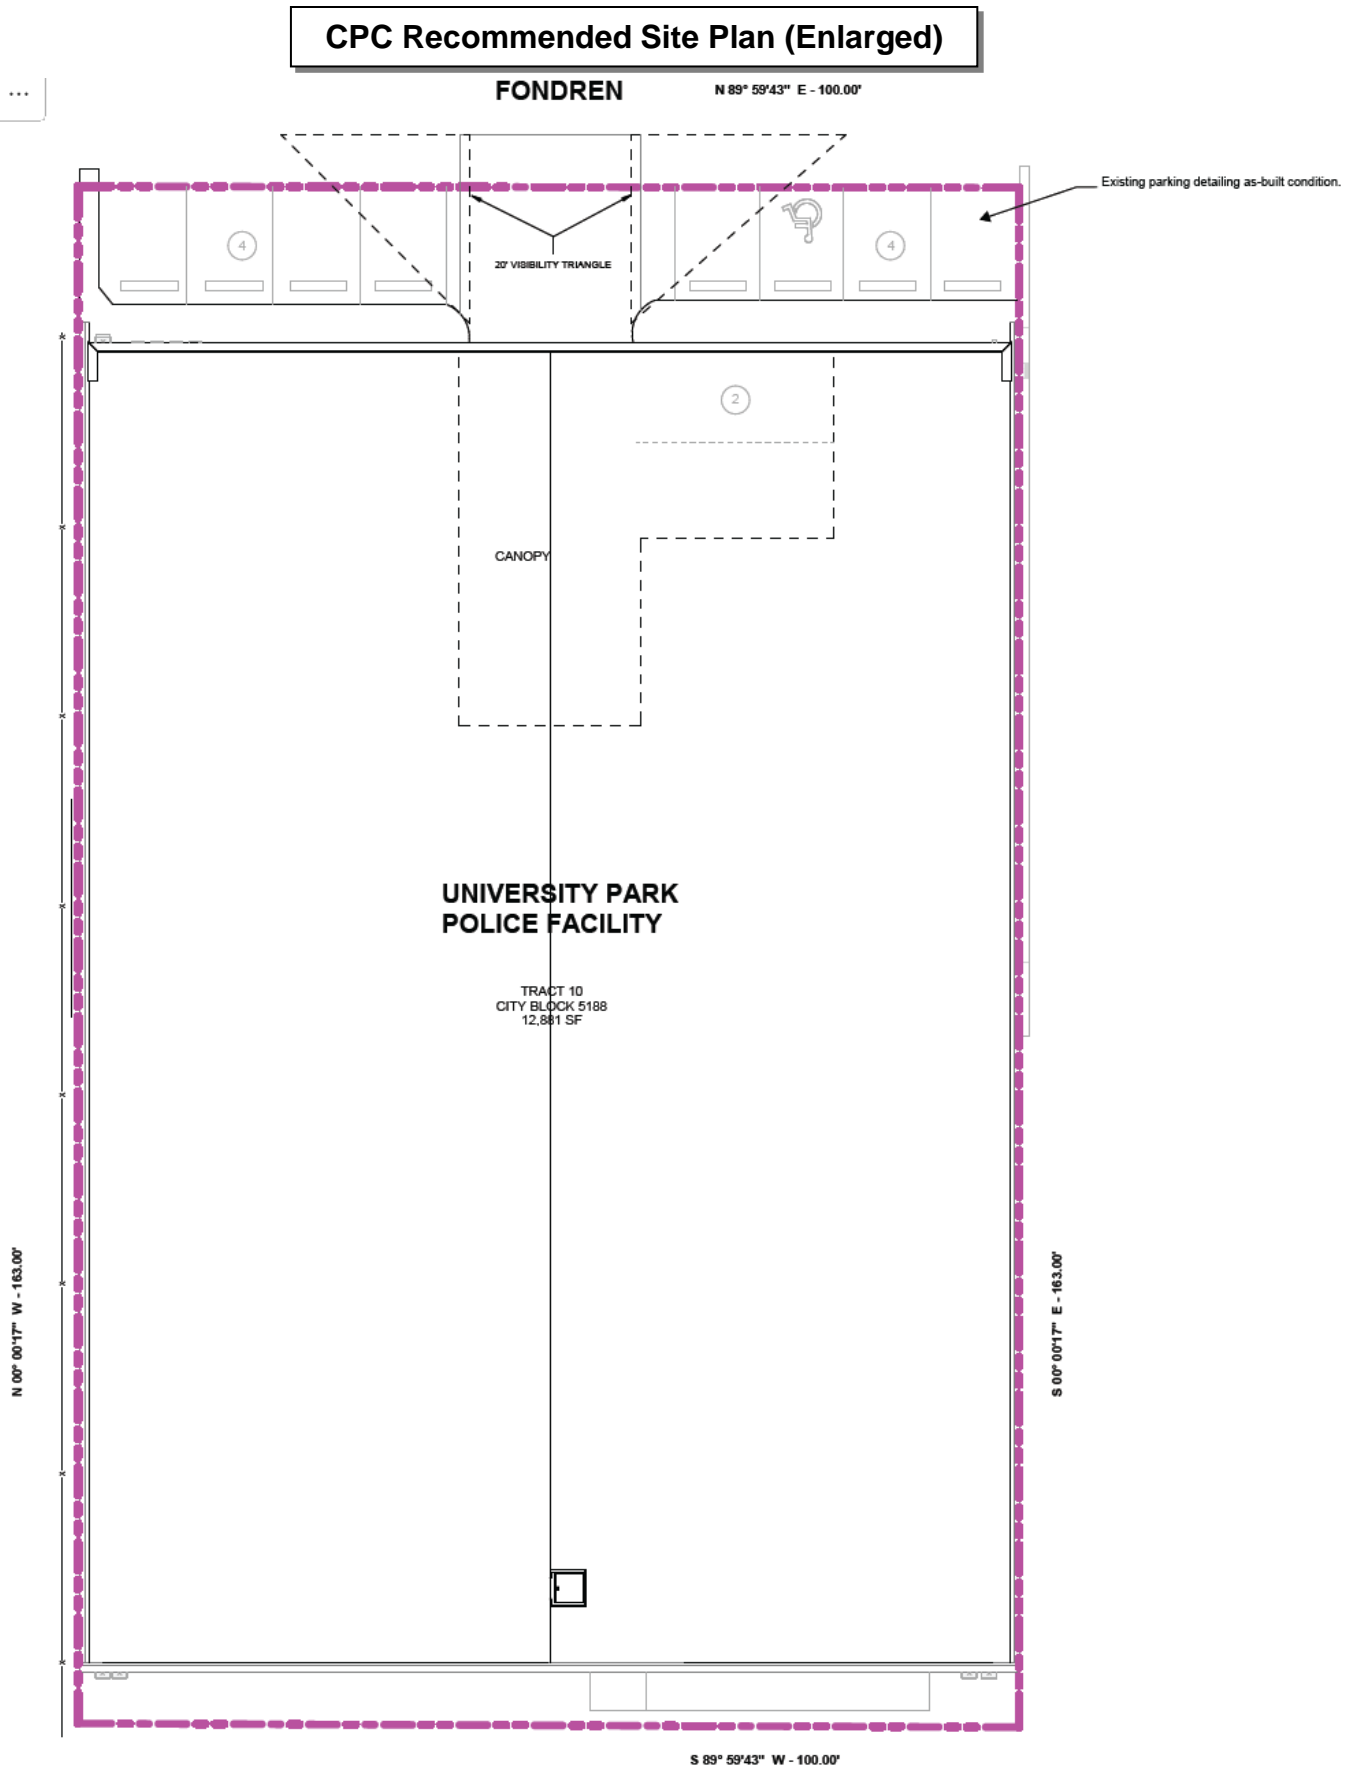 CPC Recommended Site Plan (Enlarged)
...
FONDREN
N 89° 59'43" E - 100.00'
Existing parking detailing as-built condition.
4
4
20' VISIBILITY TRIANGLE
2
CANOPY
UNIVERSITY PARK
POLICE FACILITY
TRACT 10
CITY BLOCK 5188
12,881 SF
N 00° 00'17" W - 163.00'
S 00° 00'17" E - 163.00'
S 89° 59'43" W - 100.00'